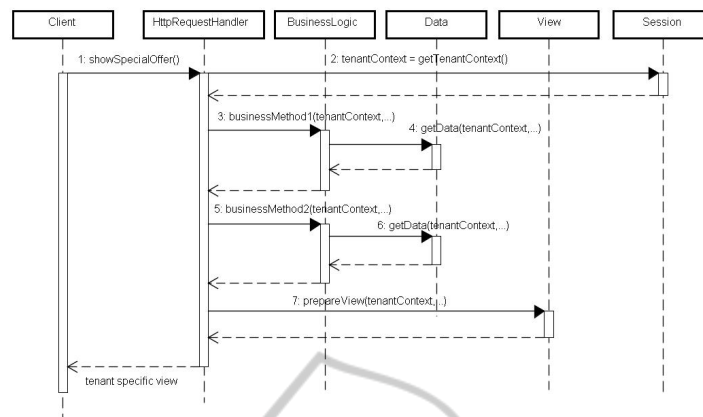 Client
HttpRequestHandler
BusinessLogic
Data
View
Session
1: showSpecialOffer()
2: tenantContext = getTenantContext()
3: businessMethod1(tenantContext,...)
4: getData(tenantContext,...)
5: businessMethod2(tenantContext,...)
6: getData(tenantContext,...)
7: prepareView(tenantContext,...)
tenant specific view